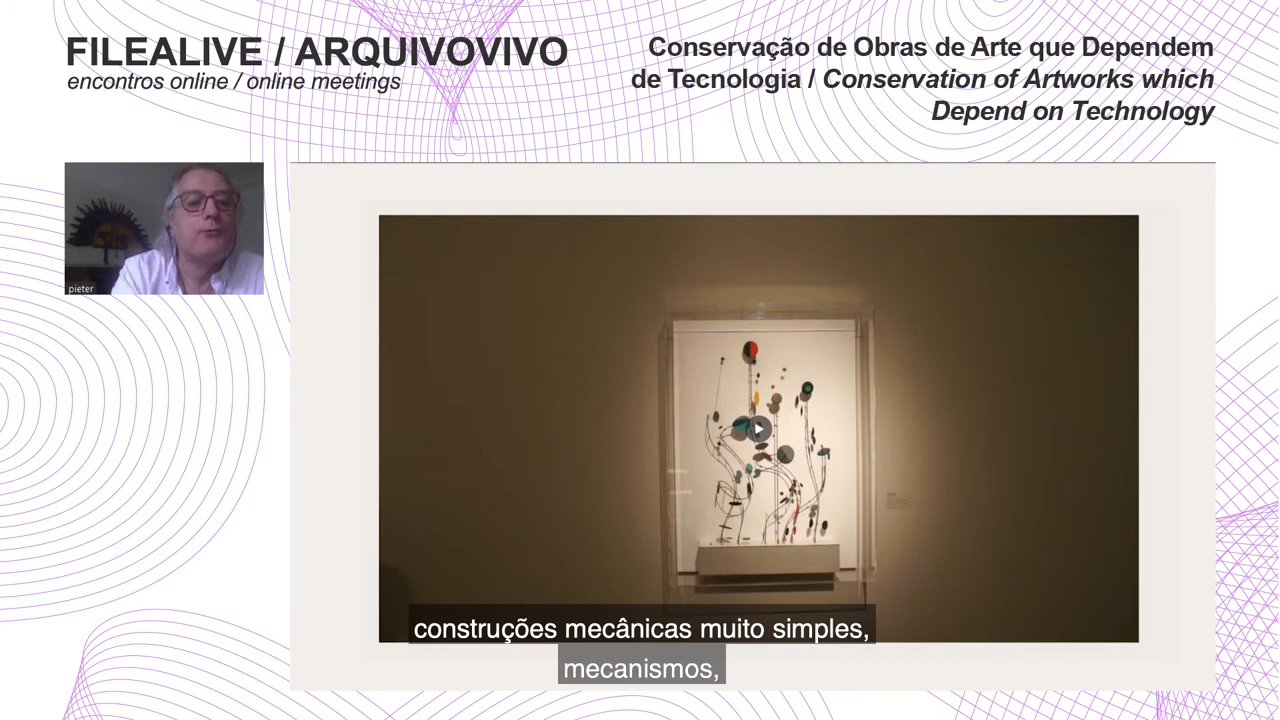 FILEALIVE / ARQUIVOVIVO
encontros online / online meetings
Conservação de Obras de Arte que Dependem
de Tecnologia / Conservation of Artworks which
Depend on Technology
pieter
construções mecânicas muito simples,
mecanismos,